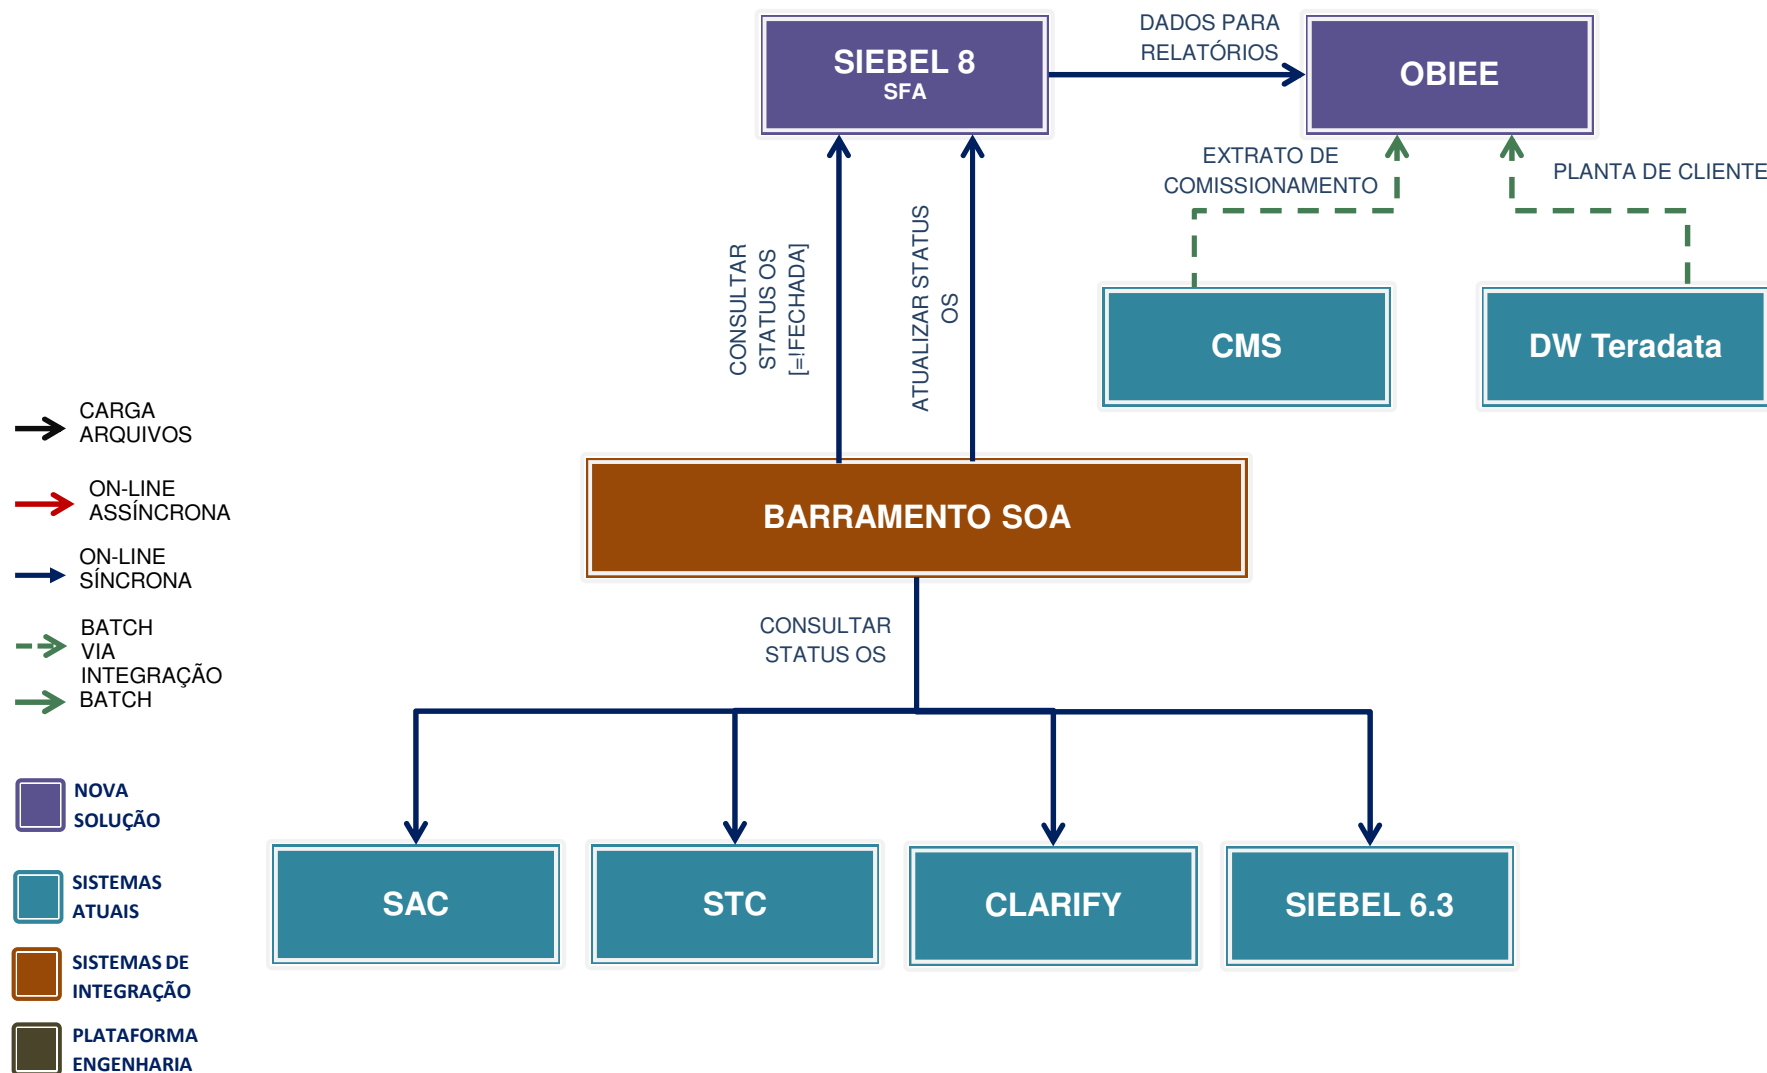 SIEBEL 8
SFA
DADOS PARA
RELATÓRIOS
OBIEE
EXTRATO DE
COMISSIONAMENTO
PLANTA DE CLIENTE
CONSULTAR
STATUS OS
[=!FECHADA]
ATUALIZAR STATUS
OS
CMS
DW Teradata
BARRAMENTO SOA
CONSULTAR
STATUS OS
SAC
STC
CLARIFY
SIEBEL 6.3
CARGA
ARQUIVOS
ON-LINE
ASSÍNCRONA
ON-LINE
SÍNCRONA
BATCH
VIA
INTEGRAÇÃO
BATCH
NOVA
SOLUÇÃO
SISTEMAS
ATUAIS
SISTEMAS DE
INTEGRAÇÃO
PLATAFORMA
ENGENHARIA